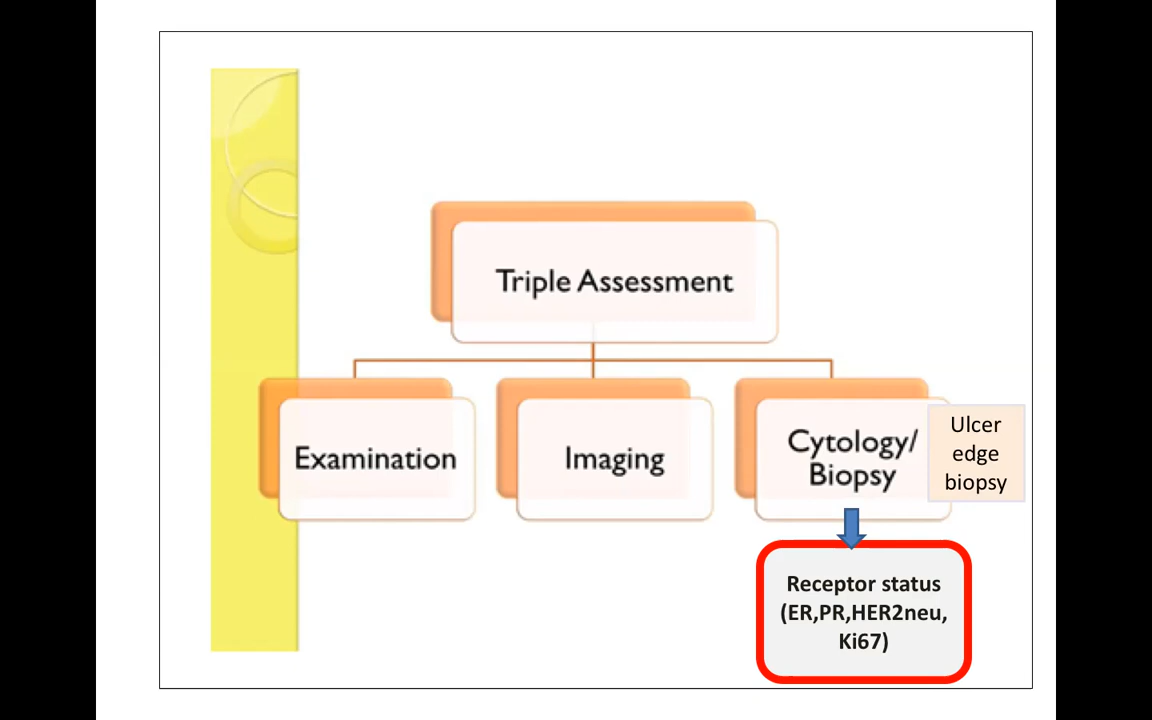 Triple Assessment
Examination
Imaging
Cytology/
Biopsy
Ulcer
edge
biopsy
Receptor status
(ER,PR,HER2neu,
Ki67)